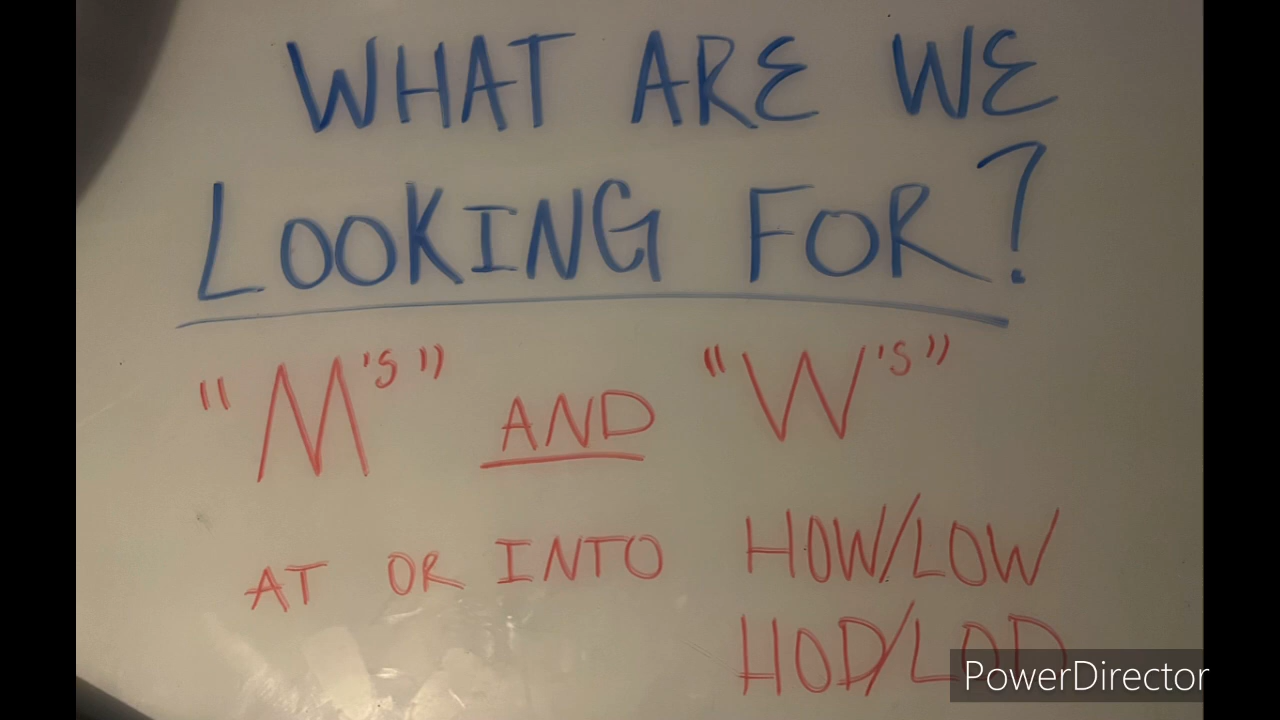 WHAT ARE WE
LOOKING FOR?
"M's" AND "W's"
AT OR INTO HOW/LOW
HOD/LOD
PowerDirector